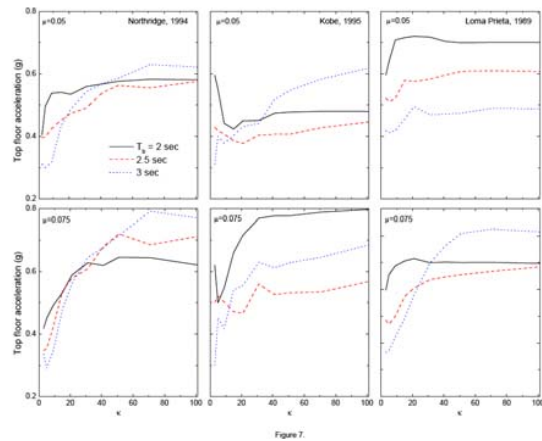 Northridge, 1994
Kobe, 1995
Loma Prieta, 1989
μ=0.05
μ=0.05
μ=0.05
Top floor acceleration (g)
0.8
0.6
0.4
0.2
T_b = 2 sec
2.5 sec
3 sec
μ=0.075
μ=0.075
μ=0.075
Top floor acceleration (g)
0.8
0.6
0.4
0.2
0 20 40 60 80 100
0 20 40 60 80 100
0 20 40 60 80 100
κ
κ
κ
Figure 7.